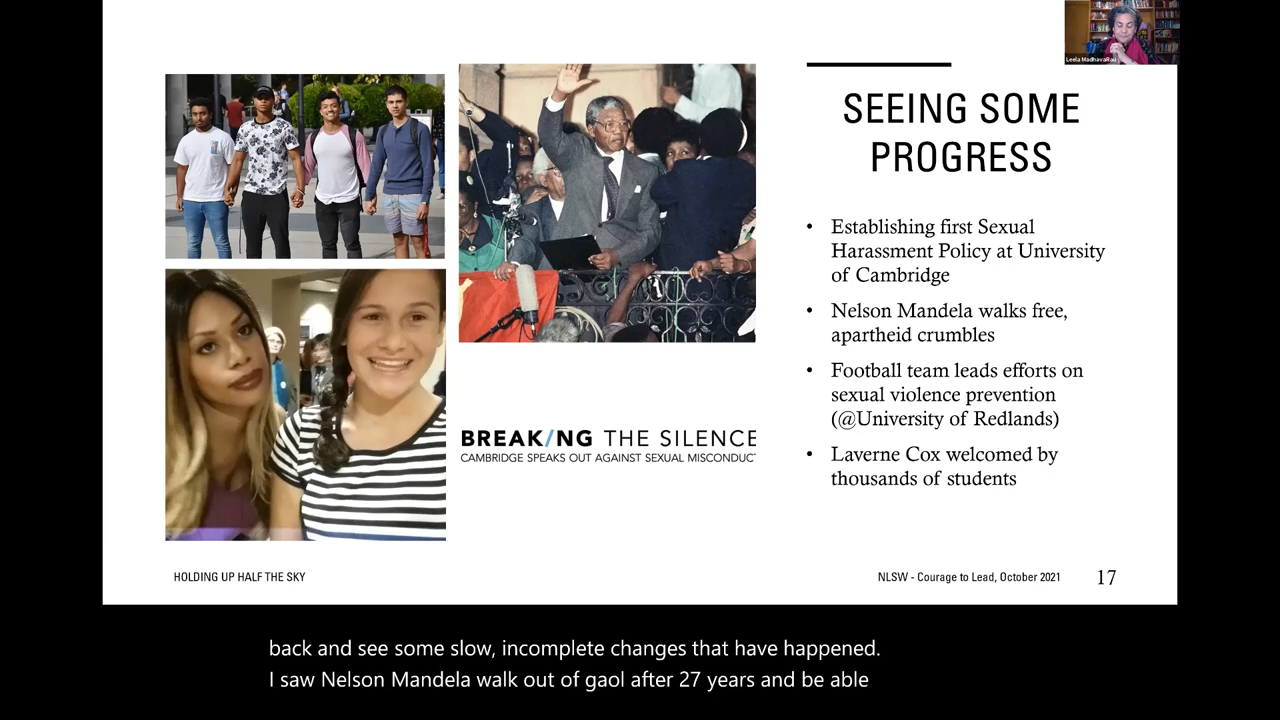 Leela MadhavaRau
SEEING SOME
PROGRESS
• Establishing first Sexual
Harassment Policy at University
of Cambridge
• Nelson Mandela walks free,
apartheid crumbles
• Football team leads efforts on
sexual violence prevention
(@University of Redlands)
• Laverne Cox welcomed by
thousands of students
BREAK/NG THE SILENCE
CAMBRIDGE SPEAKS OUT AGAINST SEXUAL MISCONDUC
HOLDING UP HALF THE SKY
NLSW - Courage to Lead, October 2021
17
back and see some slow, incomplete changes that have happened.
I saw Nelson Mandela walk out of gaol after 27 years and be able